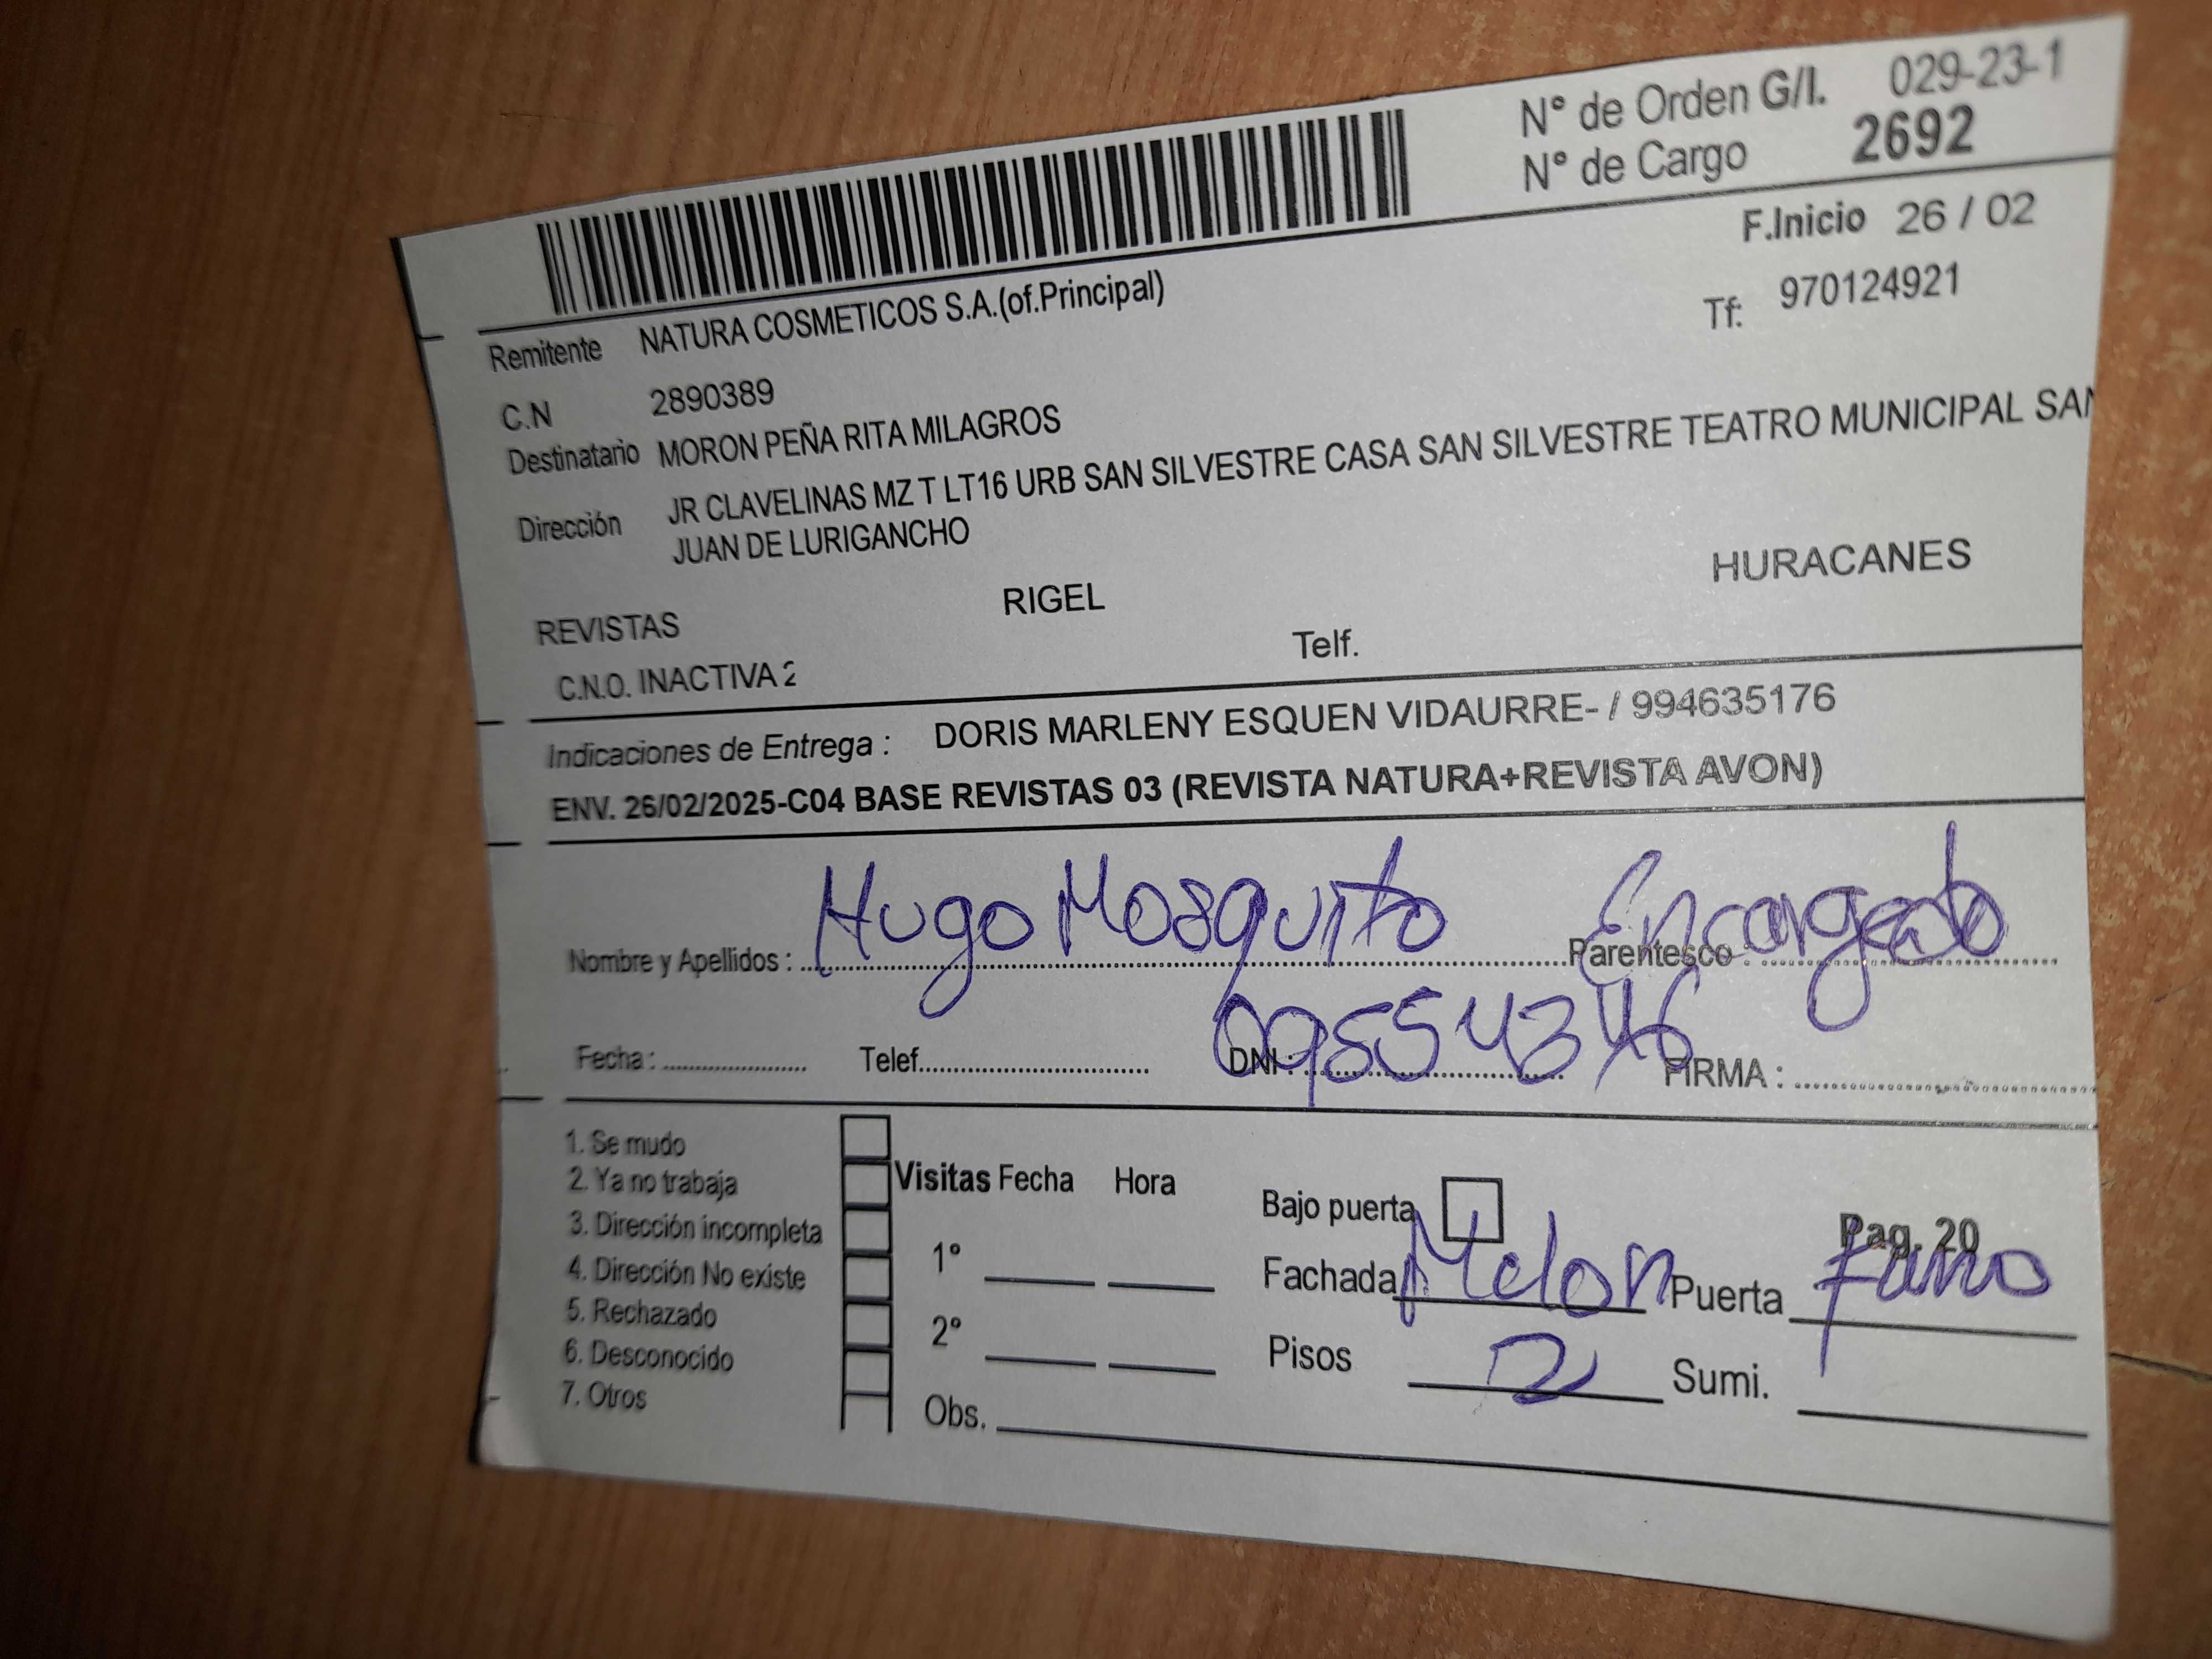 N° de Orden G/I. 029-23-1
N° de Cargo 2692
F.Inicio 26 / 02
Remitente NATURA COSMETICOS S.A.(of.Principal)
Tf: 970124921
C.N 2890389
Destinatario MORON PEÑA RITA MILAGROS
Dirección JR CLAVELINAS MZ T LT16 URB SAN SILVESTRE CASA SAN SILVESTRE TEATRO MUNICIPAL SAN
JUAN DE LURIGANCHO
REVISTAS RIGEL HURACANES
C.N.O. INACTIVA 2 Telf.
Indicaciones de Entrega : DORIS MARLENY ESQUEN VIDAURRE- / 994635176
ENV. 26/02/2025-C04 BASE REVISTAS 03 (REVISTA NATURA+REVISTA AVON)
Nombre y Apellidos : Hugo Mosquito Parentesco : Encargado
Fecha : Telef. DNI : 09554346 FIRMA :
1. Se mudo
2. Ya no trabaja
3. Dirección incompleta
4. Dirección No existe
5. Rechazado
6. Desconocido
7. Otros
Visitas Fecha Hora
1°
2°
Obs.
Bajo puerta Pag. 20
Fachada Melon Puerta
Pisos 2 Sumi.